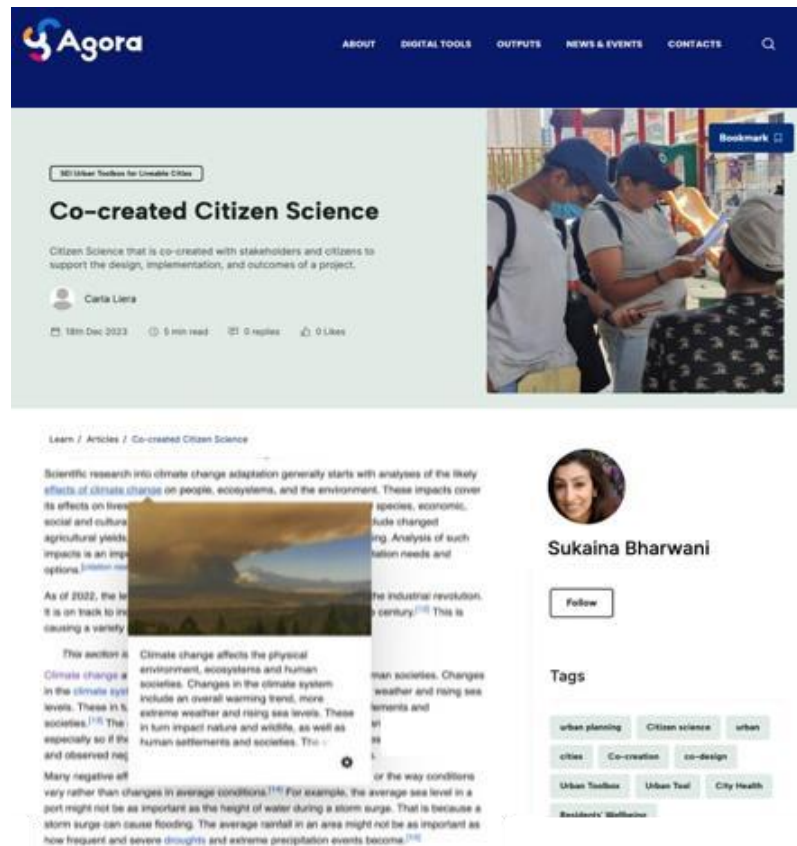 Agora
ABOUT DIGITAL TOOLS OUTPUTS NEWS & EVENTS CONTACTS
Bookmark
SEI Urban Toolbox for Liveable Cities
Co-created Citizen Science
Citizen Science that is co-created with stakeholders and citizens to
support the design, implementation, and outcomes of a project.
Carla Liera
18th Dec 2023 5 min read 0 replies 0 Likes
Learn / Articles / Co-created Citizen Science
Scientific research into climate change adaptation generally starts with analyses of the likely
effects of climate change on people, ecosystems, and the environment. These impacts cover
its effects on lives species, economic,
social and cultura lude changed
agricultural yields, ing. Analysis of such
impacts is an imp tation needs and
options.
As of 2022, the le the industrial revolution.
It is on track to in century. This is
causing a variety
This section is
Climate change a man societies. Changes
in the climate syst weather and rising sea
levels. These in t ements and
societies. The
especially so if th
and observed neg
Climate change affects the physical
environment, ecosystems and human
societies. Changes in the climate system
include an overall warming trend, more
extreme weather and rising sea levels. These
in turn impact nature and wildlife, as well as
human settlements and societies. The
Many negative eff or the way conditions
vary rather than changes in average conditions. For example, the average sea level in a
port might not be as important as the height of water during a storm surge. That is because a
storm surge can cause flooding. The average rainfall in an area might not be as important as
how frequent and severe droughts and extreme precipitation events become.
Sukaina Bharwani
Follow
Tags
urban planning Citizen science urban
cities Co-creation co-design
Urban Toolbox Urban Tool City Health
Residents' Wellbeing